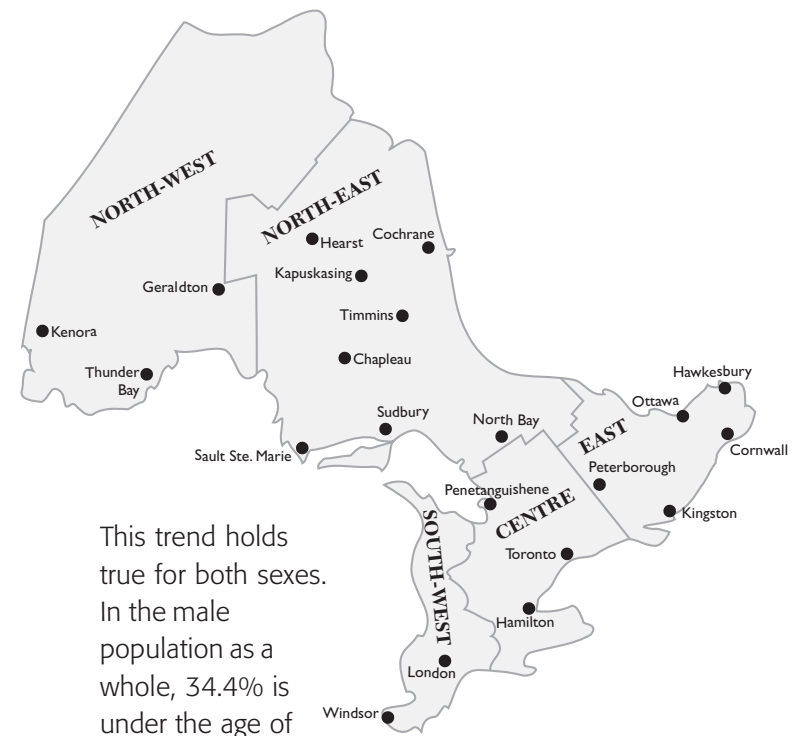 NORTH-WEST
NORTH-EAST
Hearst
Cochrane
Kapuskasing
Geraldton
Timmins
Kenora
Chapleau
Thunder
Bay
Hawkesbury
Ottawa
Sudbury
North Bay
EAST
Cornwall
Sault Ste. Marie
Peterborough
Penetanguishene
CENTRE
Kingston
SOUTH-WEST
Toronto
Hamilton
London
Windsor
This trend holds
true for both sexes.
In the male
population as a
whole, 34.4% is
under the age of